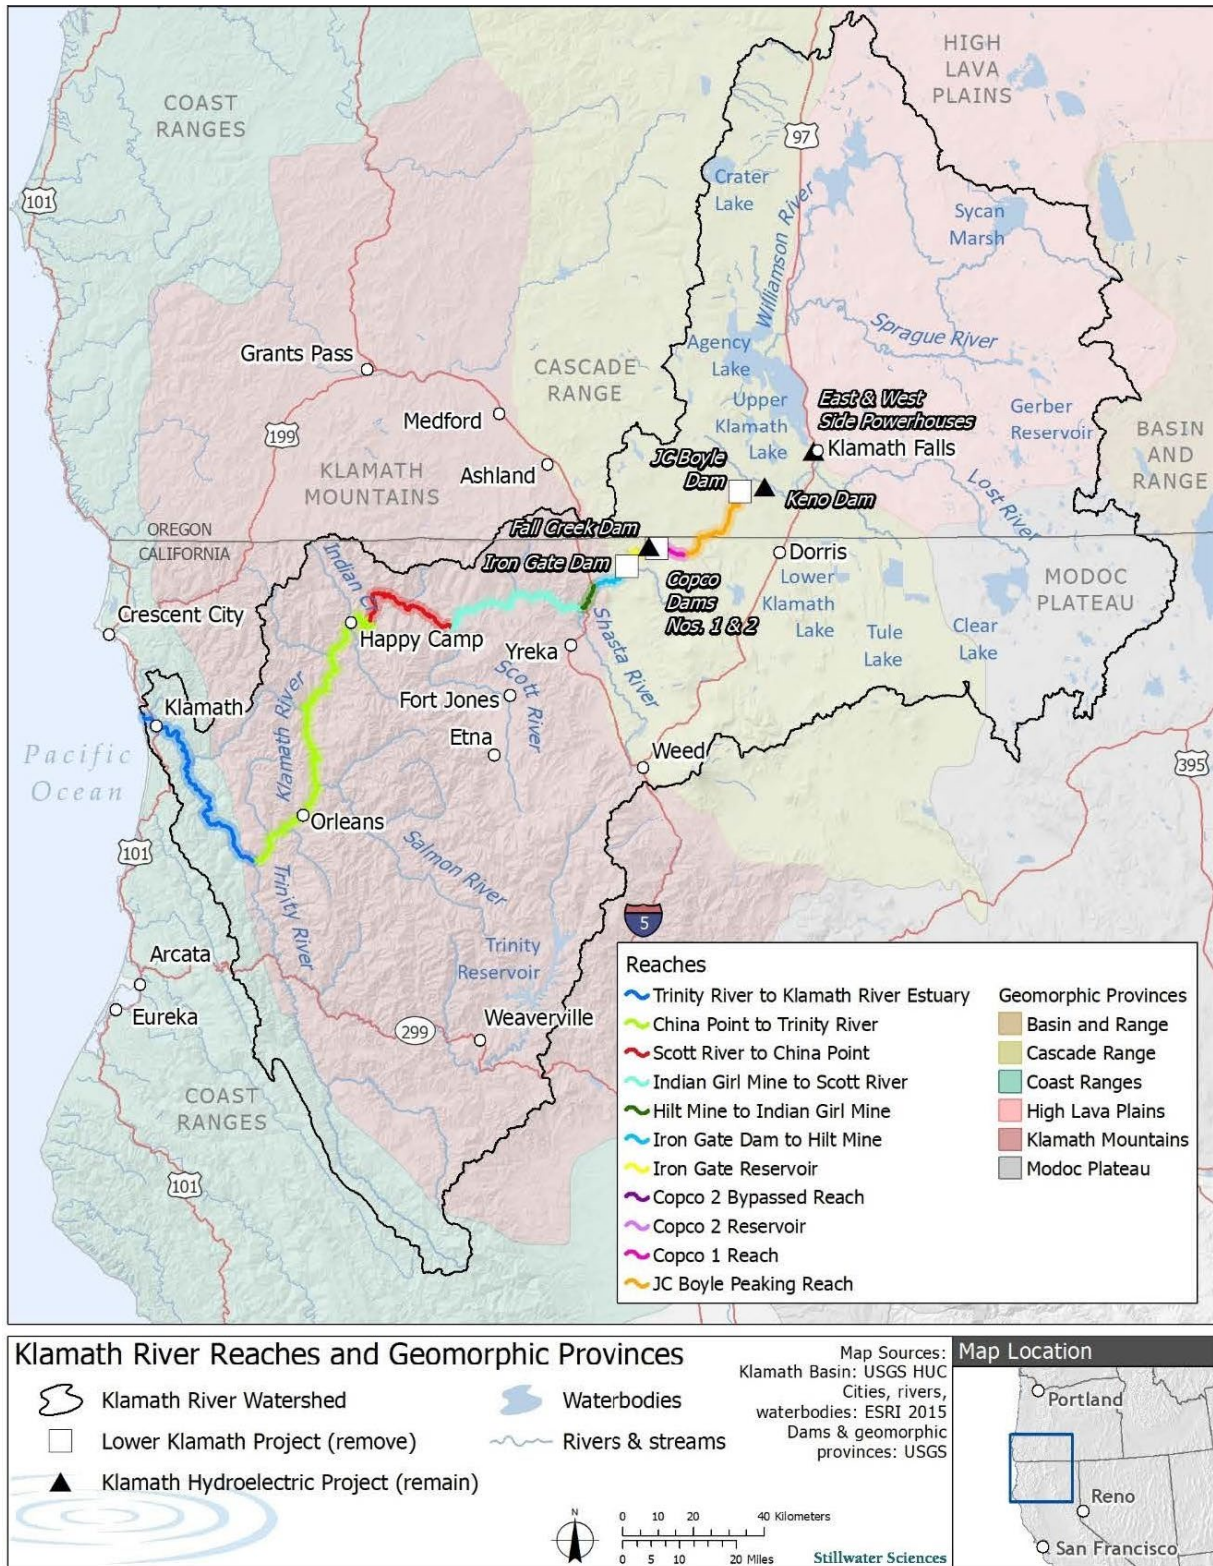 HIGH
LAVA
PLAINS
COAST
RANGES
97
101
Crater
Lake
Williamson River
Sycan
Marsh
Sprague River
Agency
Lake
Grants Pass
CASCADE
RANGE
East & West
Side Powerhouses
Upper
Klamath
Lake
Gerber
Reservoir
Medford
199
Klamath Falls
BASIN
AND
RANGE
JC Boyle
Dam
Ashland
KLAMATH
MOUNTAINS
Keno Dam
Lost River
OREGON
CALIFORNIA
Fall Creek Dam
Iron Gate Dam
Dorris
Indian C
Copco
Dams
Nos. 1 & 2
Lower
Klamath
Lake
MODOC
PLATEAU
Crescent City
Happy Camp
Shasta River
Tule
Lake
Clear
Lake
Yreka
Scott River
Fort Jones
Klamath River
Klamath
Etna
Weed
Pacific
Ocean
395
Orleans
101
Salmon River
Trinity River
5
Arcata
Trinity
Reservoir
Eureka
299
Weaverville
COAST
RANGES
101
Reaches
Trinity River to Klamath River Estuary
China Point to Trinity River
Scott River to China Point
Indian Girl Mine to Scott River
Hilt Mine to Indian Girl Mine
Iron Gate Dam to Hilt Mine
Iron Gate Reservoir
Copco 2 Bypassed Reach
Copco 2 Reservoir
Copco 1 Reach
JC Boyle Peaking Reach
Geomorphic Provinces
Basin and Range
Cascade Range
Coast Ranges
High Lava Plains
Klamath Mountains
Modoc Plateau
Klamath River Reaches and Geomorphic Provinces
Klamath River Watershed
Lower Klamath Project (remove)
Klamath Hydroelectric Project (remain)
Waterbodies
Rivers & streams
Map Sources:
Klamath Basin: USGS HUC
Cities, rivers,
waterbodies: ESRI 2015
Dams & geomorphic
provinces: USGS
N
0 10 20 40 Kilometers
0 5 10 20 Miles
Stillwater Sciences
Map Location
Portland
Reno
San Francisco